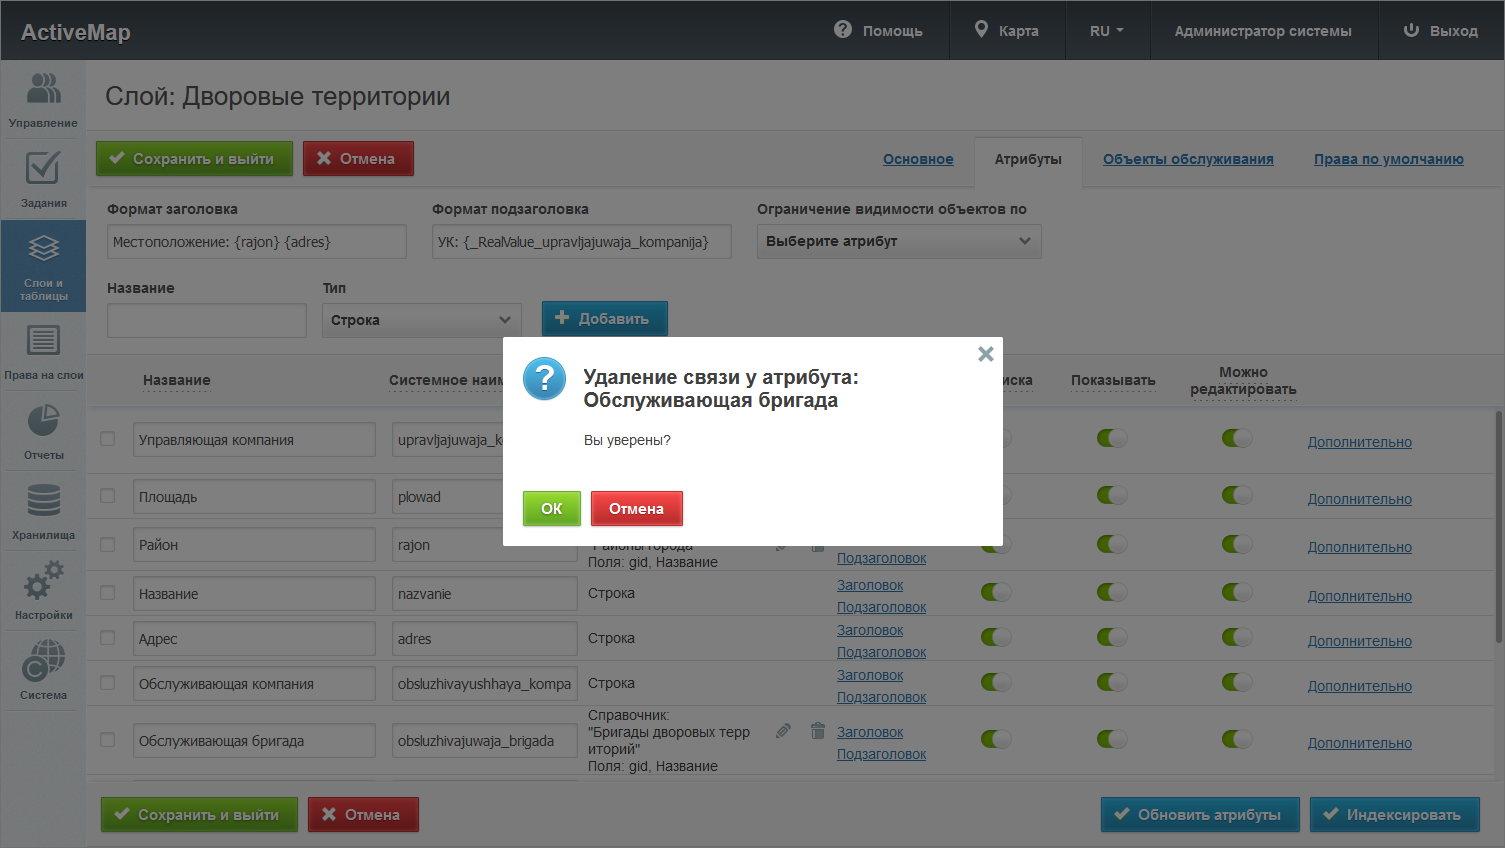 ActiveMap
Помощь
Карта
RU
Администратор системы
Выход
Управление
Задания
Слои и
таблицы
Права на слои
Отчеты
Хранилища
Настройки
Система
Слой: Дворовые территории
Сохранить и выйти
Отмена
Основное
Атрибуты
Объекты обслуживания
Права по умолчанию
Формат заголовка
Формат подзаголовка
Ограничение видимости объектов по
Местоположение: {rajon} {adres}
УК: {_RealValue_upravljajuwaja_kompanija}
Выберите атрибут
Название
Тип
Строка
Добавить
Название
Показывать
Можно
редактировать
Удаление связи у атрибута:
Обслуживающая бригада
Вы уверены?
OK
Отмена
Управляющая компания
Дополнительно
Площадь
plowad
Дополнительно
Район
rajon
Поля: gid, Название
Подзаголовок
Дополнительно
Название
nazvanie
Строка
Заголовок
Подзаголовок
Дополнительно
Адрес
adres
Строка
Заголовок
Подзаголовок
Дополнительно
Обслуживающая компания
obsluzhivayushhaya_kompa
Строка
Заголовок
Подзаголовок
Дополнительно
Обслуживающая бригада
obsluzhivajuwaja_brigada
Справочник:
"Бригады дворовых терр
иторий"
Поля: gid, Название
Заголовок
Подзаголовок
Дополнительно
Сохранить и выйти
Отмена
Обновить атрибуты
Индексировать